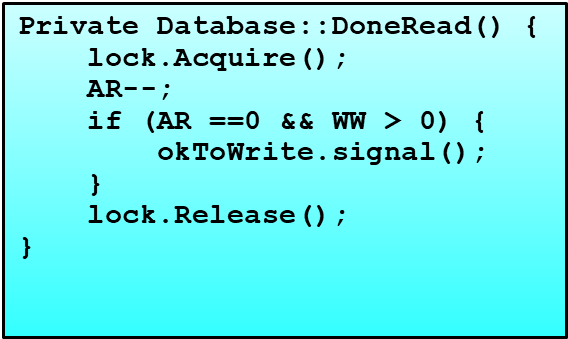 Private Database::DoneRead() {
    lock.Acquire();
    AR--;
    if (AR ==0 && WW > 0) {
        okToWrite.signal();
    }
    lock.Release();
}